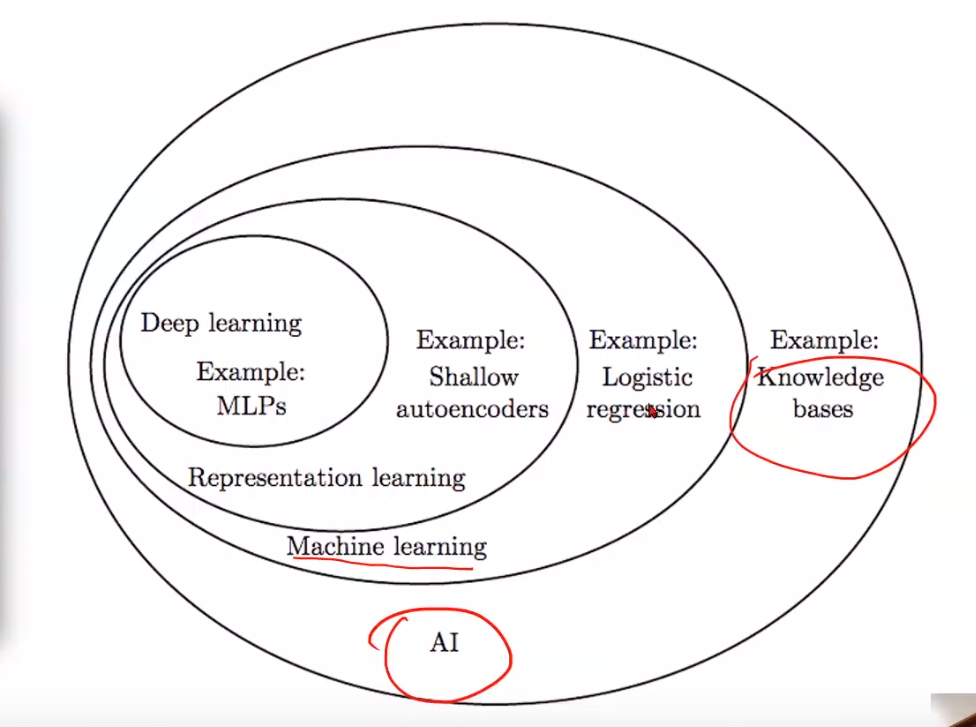 Deep learning
Example:
MLPs
Example:
Shallow
autoencoders
Example:
Logistic
regression
Example:
Knowledge
bases
Representation learning
Machine learning
AI